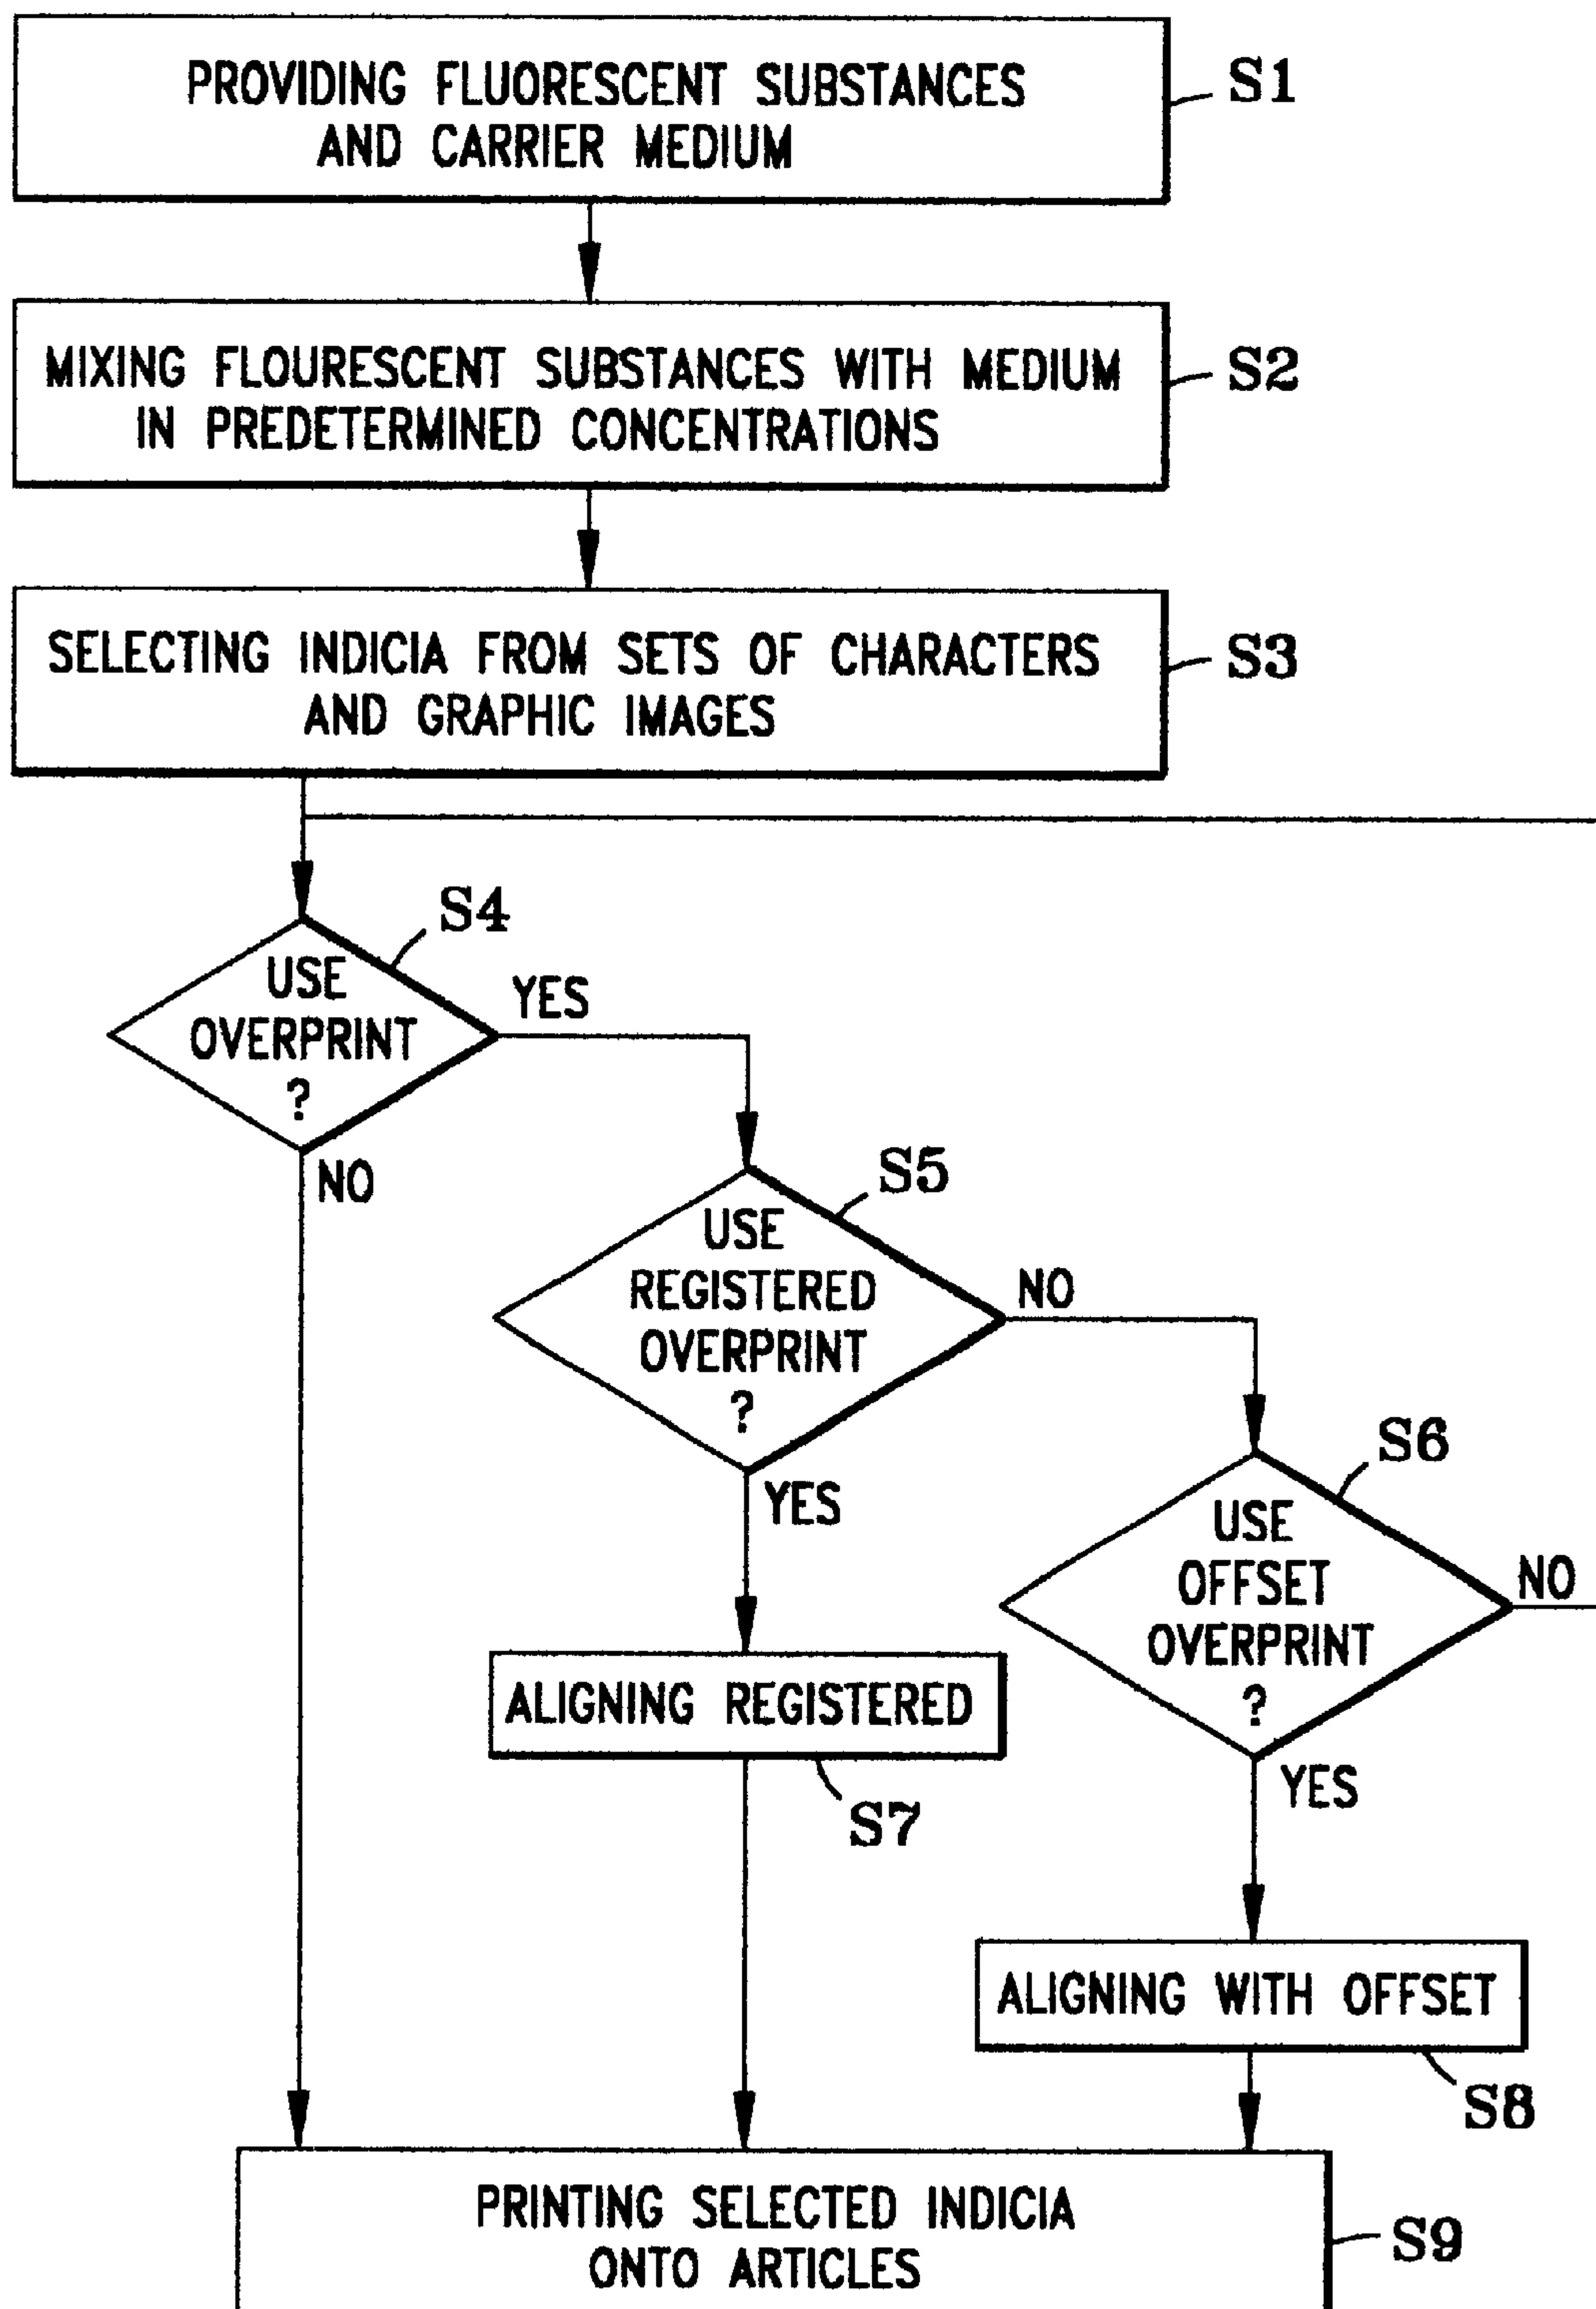 PROVIDING FLUORESCENT SUBSTANCES
AND CARRIER MEDIUM
S1
MIXING FLOURESCENT SUBSTANCES WITH MEDIUM
IN PREDETERMINED CONCENTRATIONS
S2
SELECTING INDICIA FROM SETS OF CHARACTERS
AND GRAPHIC IMAGES
S3
S4
USE
OVERPRINT
?
YES
NO
S5
USE
REGISTERED
OVERPRINT
?
NO
YES
S6
USE
OFFSET
OVERPRINT
?
NO
YES
ALIGNING REGISTERED
S7
ALIGNING WITH OFFSET
S8
PRINTING SELECTED INDICIA
ONTO ARTICLES
S9